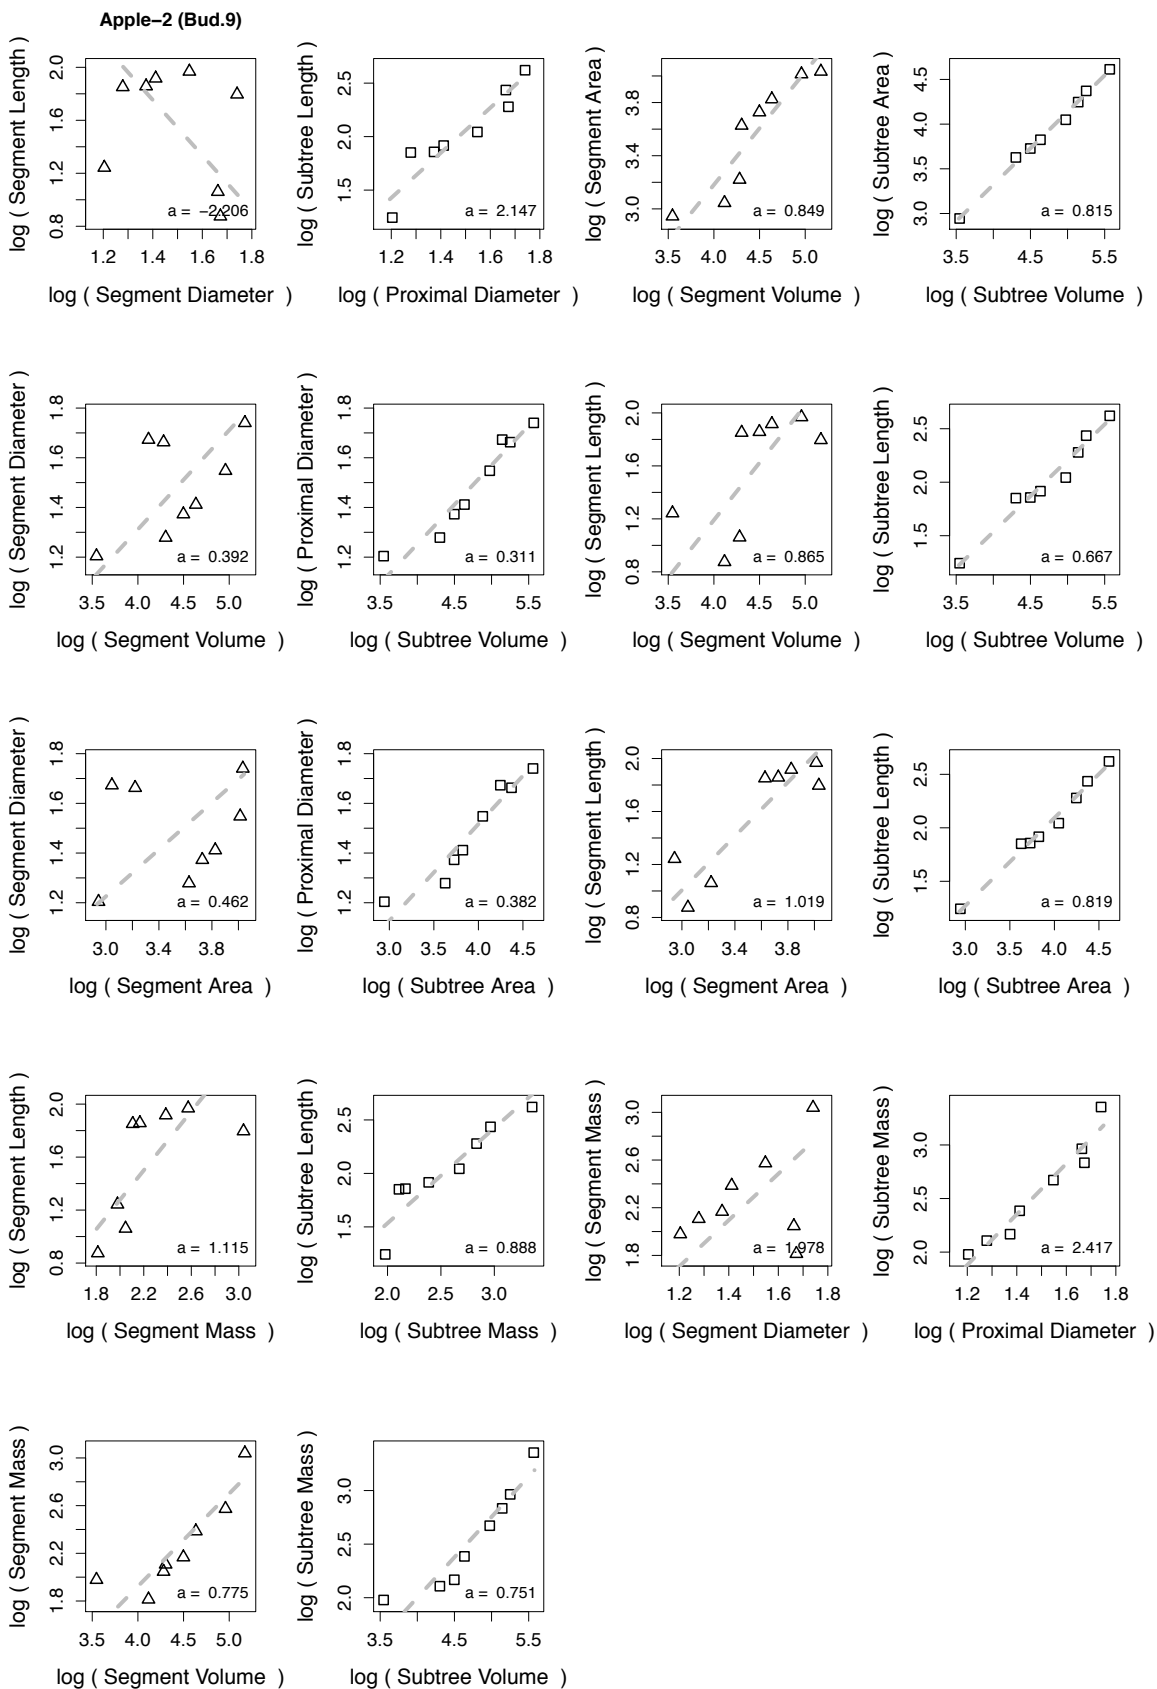 Apple−2 (Bud.9)
log ( Segment Length )
0.8 1.2 1.6 2.0
a = −2.206
1.2 1.4 1.6 1.8
log ( Segment Diameter )
log ( Subtree Length )
1.5 2.0 2.5
a = 2.147
1.2 1.4 1.6 1.8
log ( Proximal Diameter )
log ( Segment Area )
3.0 3.4 3.8
a = 0.849
3.5 4.0 4.5 5.0
log ( Segment Volume )
log ( Subtree Area )
3.0 3.5 4.0 4.5
a = 0.815
3.5 4.5 5.5
log ( Subtree Volume )
log ( Segment Diameter )
1.2 1.4 1.6 1.8
a = 0.392
3.5 4.0 4.5 5.0
log ( Segment Volume )
log ( Proximal Diameter )
1.2 1.4 1.6 1.8
a = 0.311
3.5 4.5 5.5
log ( Subtree Volume )
log ( Segment Length )
0.8 1.2 1.6 2.0
a = 0.865
3.5 4.0 4.5 5.0
log ( Segment Volume )
log ( Subtree Length )
1.5 2.0 2.5
a = 0.667
3.5 4.5 5.5
log ( Subtree Volume )
log ( Segment Diameter )
1.2 1.4 1.6 1.8
a = 0.462
3.0 3.4 3.8
log ( Segment Area )
log ( Proximal Diameter )
1.2 1.4 1.6 1.8
a = 0.382
3.0 3.5 4.0 4.5
log ( Subtree Area )
log ( Segment Length )
0.8 1.2 1.6 2.0
a = 1.019
3.0 3.4 3.8
log ( Segment Area )
log ( Subtree Length )
1.5 2.0 2.5
a = 0.819
3.0 3.5 4.0 4.5
log ( Subtree Area )
log ( Segment Length )
0.8 1.2 1.6 2.0
a = 1.115
1.8 2.2 2.6 3.0
log ( Segment Mass )
log ( Subtree Length )
1.5 2.0 2.5
a = 0.888
2.0 2.5 3.0
log ( Subtree Mass )
log ( Segment Mass )
1.8 2.2 2.6 3.0
a = 1.978
1.2 1.4 1.6 1.8
log ( Segment Diameter )
log ( Subtree Mass )
2.0 2.5 3.0
a = 2.417
1.2 1.4 1.6 1.8
log ( Proximal Diameter )
log ( Segment Mass )
1.8 2.2 2.6 3.0
a = 0.775
3.5 4.0 4.5 5.0
log ( Segment Volume )
log ( Subtree Mass )
2.0 2.5 3.0
a = 0.751
3.5 4.5 5.5
log ( Subtree Volume )